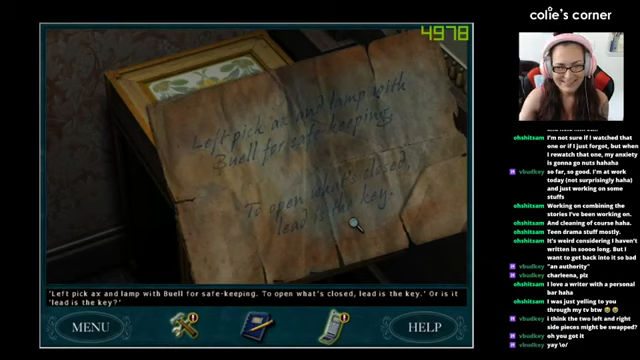 colie's corner
4978
Left pick ax and lamp with
Buell for safe-keeping.
To open what's closed,
lead is the key.
'Left pick ax and lamp with Buell for safe-keeping. To open what's closed, lead is the key.' Or is it
'lead is the key?'
MENU
HELP
ohshitsam I'm not sure if I watched that
one or if I just forgot, but when
I rewatch that one, my anxiety
is gonna go nuts hahaha
vbudkey so far, so good. I'm at work
today (not surprisingly haha)
and just working on some
stuffs
ohshitsam Working on combining the
stories I've been working on.
ohshitsam And cleaning of course haha.
ohshitsam Teen drama stuff mostly.
ohshitsam It's weird considering I haven't
written in soooo long. But I
want to get back into it so bad
vbudkey "an authority"
vbudkey charleena, plz
ohshitsam I love a writer with a personal
bar haha
ohshitsam I was just yelling to you
through my tv btw
vbudkey I think the two left and right
side pieces might be swapped?
vbudkey oh you got it
vbudkey yay \o/